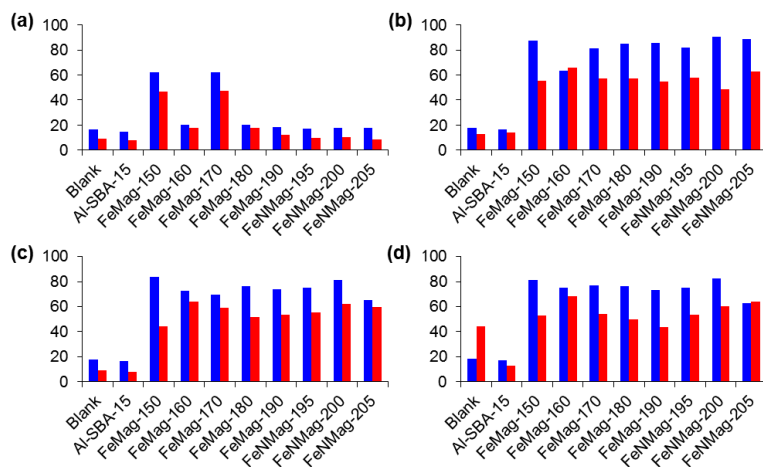 (a)
100
80
60
40
20
0
Blank
Al-SBA-15
FeMag-150
FeMag-160
FeMag-170
FeMag-180
FeMag-190
FeNMag-195
FeNMag-200
FeNMag-205
(b)
100
80
60
40
20
0
Blank
Al-SBA-15
FeMag-150
FeMag-160
FeMag-170
FeMag-180
FeMag-190
FeNMag-195
FeNMag-200
FeNMag-205
(c)
100
80
60
40
20
0
Blank
Al-SBA-15
FeMag-150
FeMag-160
FeMag-170
FeMag-180
FeMag-190
FeNMag-195
FeNMag-200
FeNMag-205
(d)
100
80
60
40
20
0
Blank
Al-SBA-15
FeMag-150
FeMag-160
FeMag-170
FeMag-180
FeMag-190
FeNMag-195
FeNMag-200
FeNMag-205